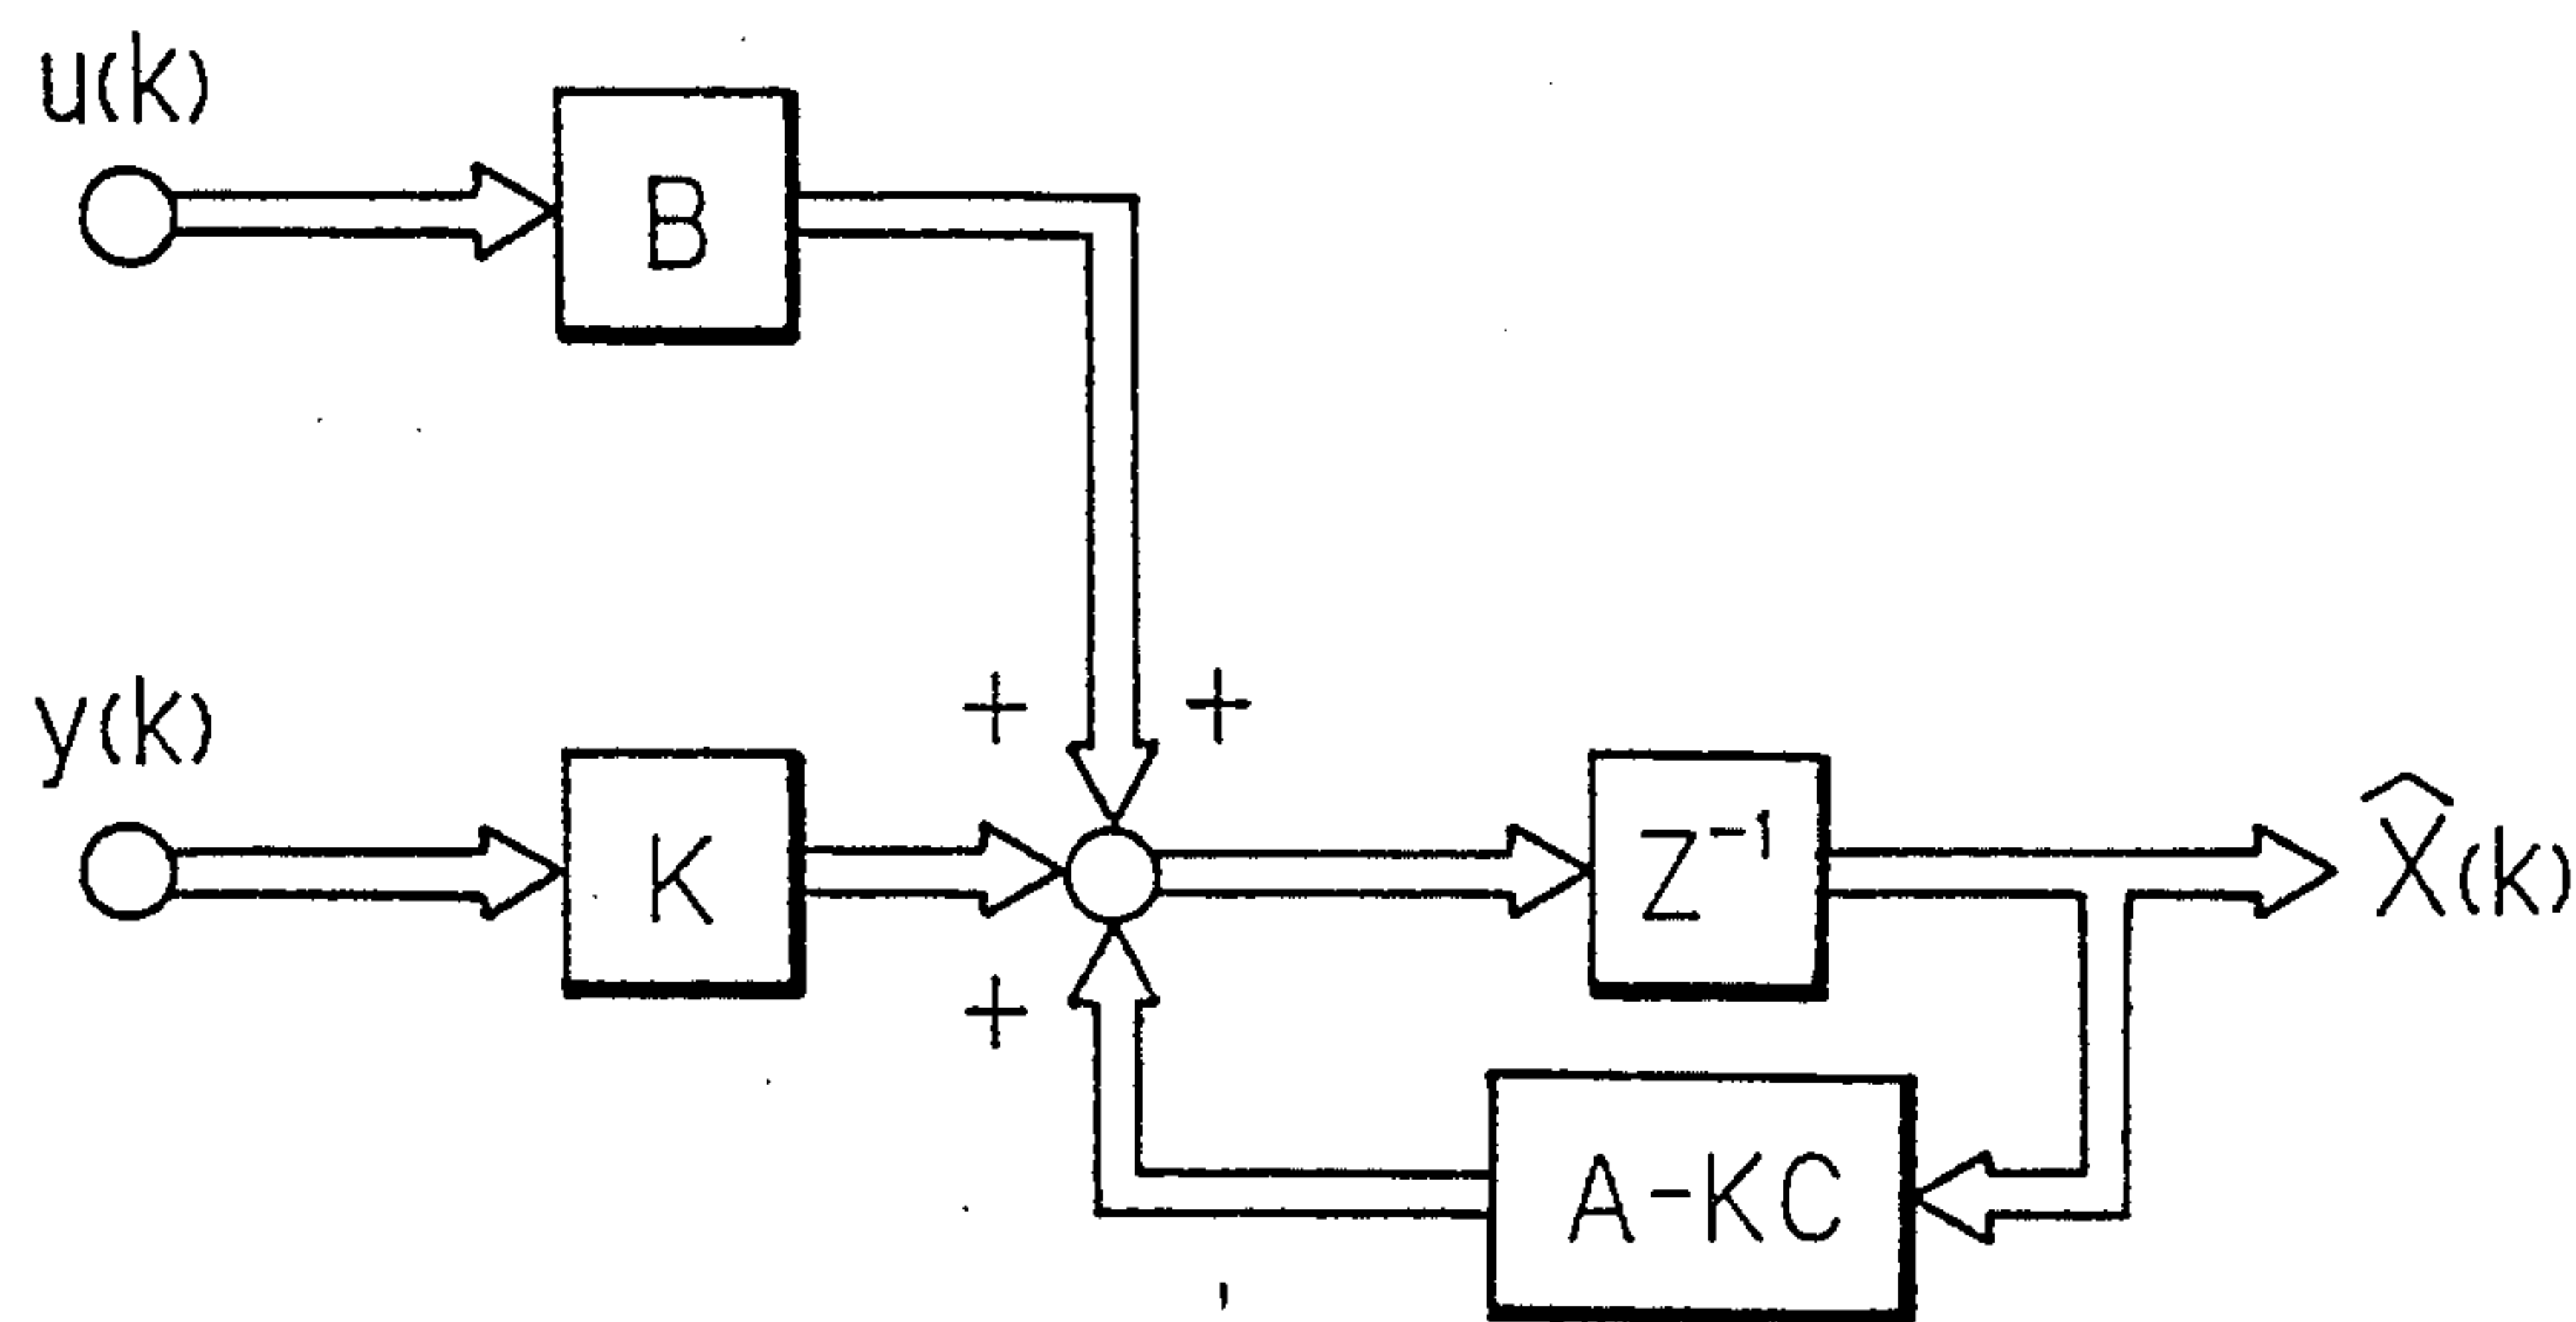 u(k)
B
y(k)
+ +
K
Z⁻¹
X̂(k)
+
A-KC